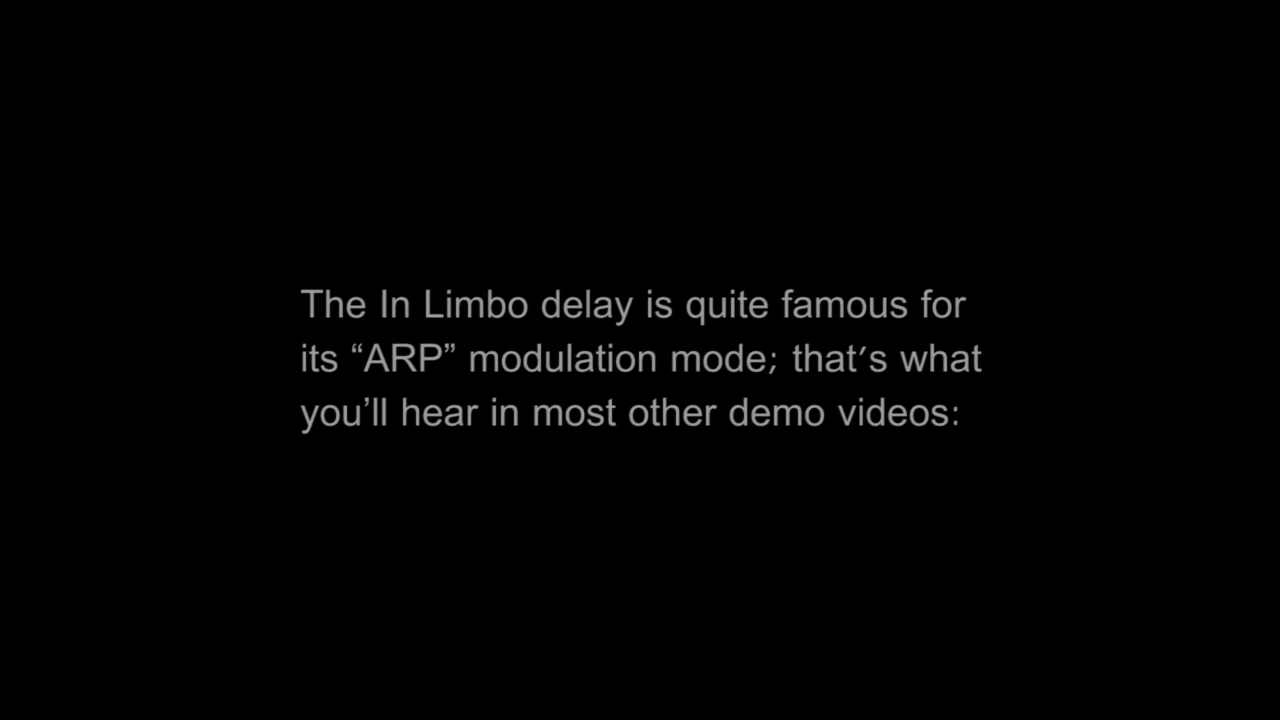 The In Limbo delay is quite famous for
its “ARP” modulation mode; that’s what
you’ll hear in most other demo videos: